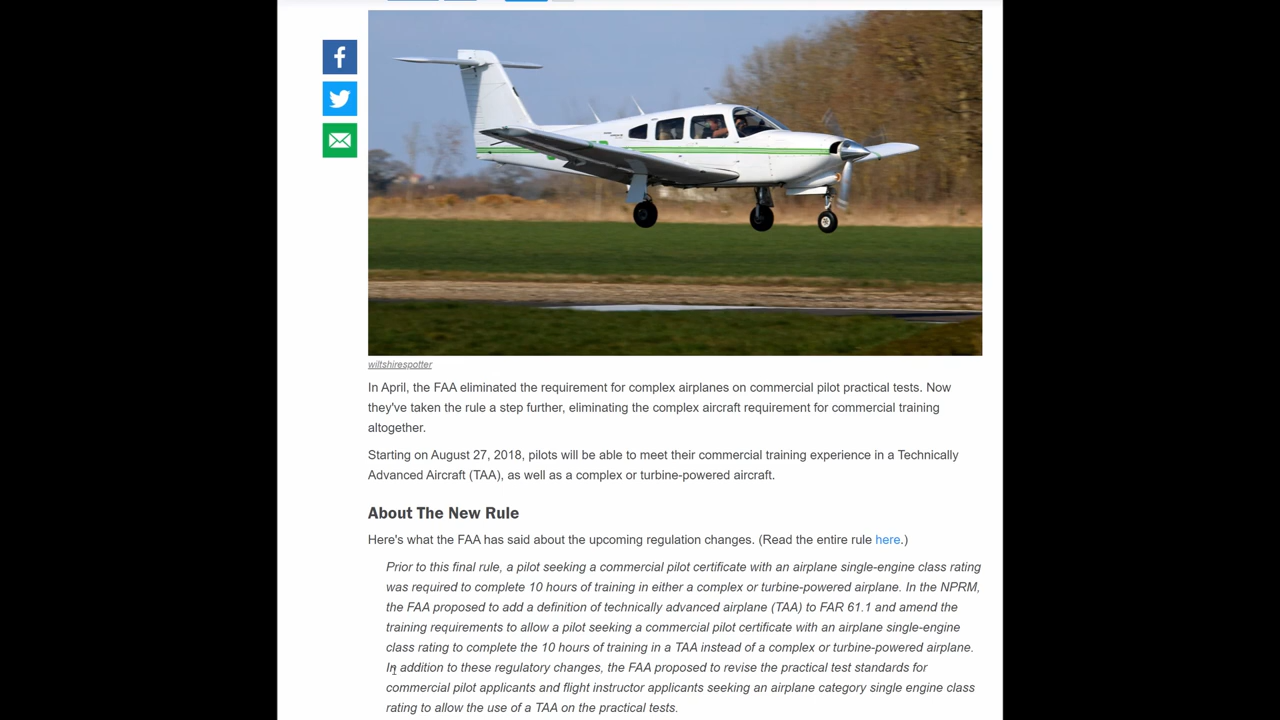 wiltshirespotter
In April, the FAA eliminated the requirement for complex airplanes on commercial pilot practical tests. Now
they've taken the rule a step further, eliminating the complex aircraft requirement for commercial training
altogether.
Starting on August 27, 2018, pilots will be able to meet their commercial training experience in a Technically
Advanced Aircraft (TAA), as well as a complex or turbine-powered aircraft.
About The New Rule
Here's what the FAA has said about the upcoming regulation changes. (Read the entire rule here.)
Prior to this final rule, a pilot seeking a commercial pilot certificate with an airplane single-engine class rating
was required to complete 10 hours of training in either a complex or turbine-powered airplane. In the NPRM,
the FAA proposed to add a definition of technically advanced airplane (TAA) to FAR 61.1 and amend the
training requirements to allow a pilot seeking a commercial pilot certificate with an airplane single-engine
class rating to complete the 10 hours of training in a TAA instead of a complex or turbine-powered airplane.
In addition to these regulatory changes, the FAA proposed to revise the practical test standards for
commercial pilot applicants and flight instructor applicants seeking an airplane category single engine class
rating to allow the use of a TAA on the practical tests.